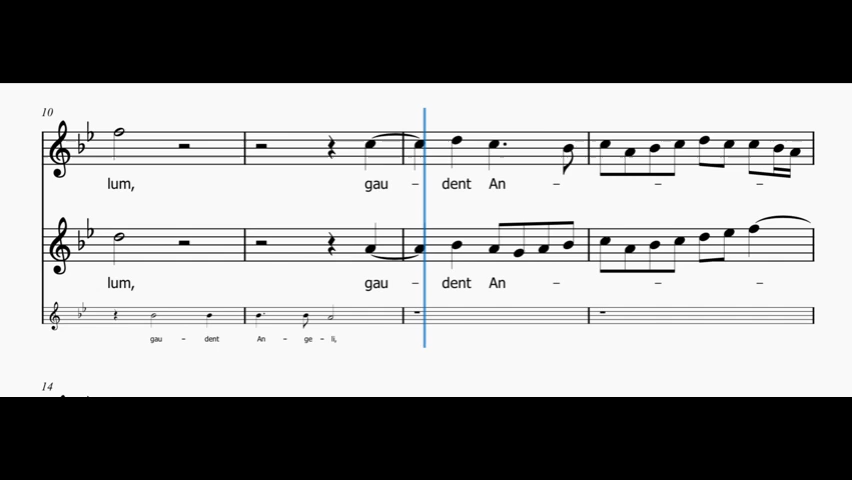 10
lum, gau - dent An - - -
lum, gau - dent An - - -
gau - dent An - ge - li,
14